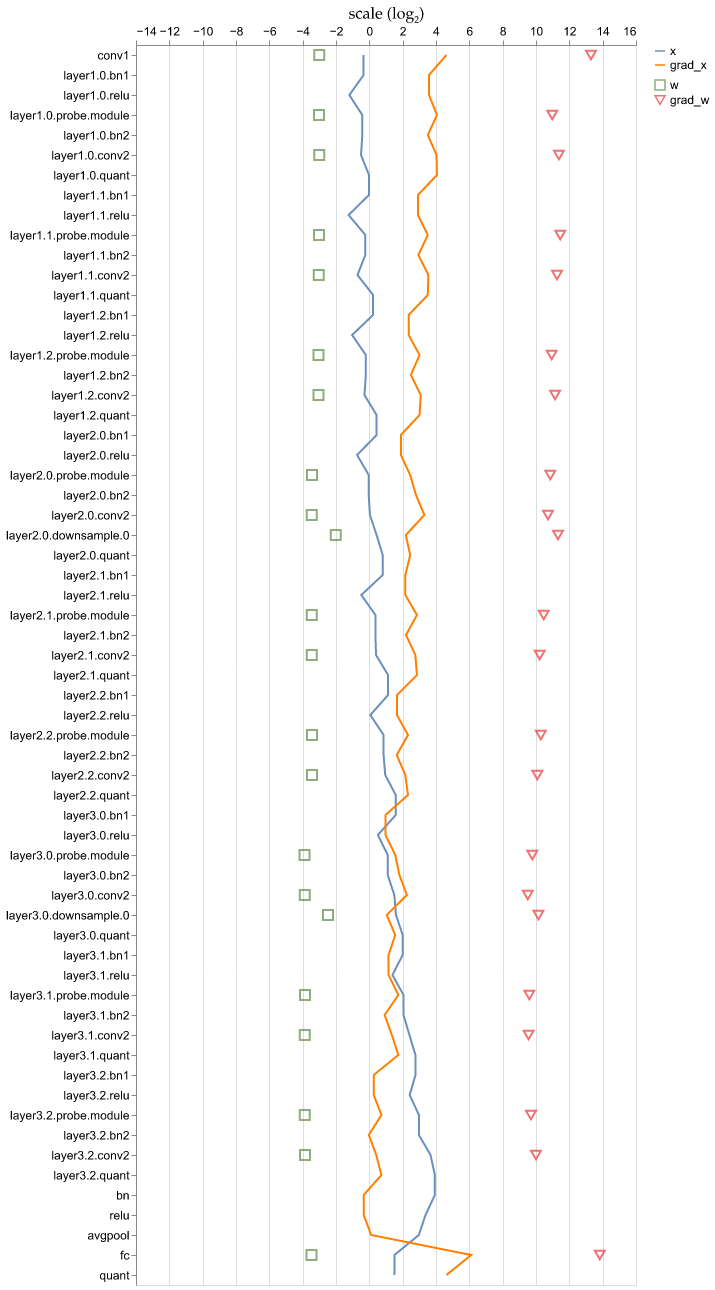 scale (log2)
−14 −12 −10 −8 −6 −4 −2 0 2 4 6 8 10 12 14 16
x
grad_x
w
grad_w
conv1
layer1.0.bn1
layer1.0.relu
layer1.0.probe.module
layer1.0.bn2
layer1.0.conv2
layer1.0.quant
layer1.1.bn1
layer1.1.relu
layer1.1.probe.module
layer1.1.bn2
layer1.1.conv2
layer1.1.quant
layer1.2.bn1
layer1.2.relu
layer1.2.probe.module
layer1.2.bn2
layer1.2.conv2
layer1.2.quant
layer2.0.bn1
layer2.0.relu
layer2.0.probe.module
layer2.0.bn2
layer2.0.conv2
layer2.0.downsample.0
layer2.0.quant
layer2.1.bn1
layer2.1.relu
layer2.1.probe.module
layer2.1.bn2
layer2.1.conv2
layer2.1.quant
layer2.2.bn1
layer2.2.relu
layer2.2.probe.module
layer2.2.bn2
layer2.2.conv2
layer2.2.quant
layer3.0.bn1
layer3.0.relu
layer3.0.probe.module
layer3.0.bn2
layer3.0.conv2
layer3.0.downsample.0
layer3.0.quant
layer3.1.bn1
layer3.1.relu
layer3.1.probe.module
layer3.1.bn2
layer3.1.conv2
layer3.1.quant
layer3.2.bn1
layer3.2.relu
layer3.2.probe.module
layer3.2.bn2
layer3.2.conv2
layer3.2.quant
bn
relu
avgpool
fc
quant